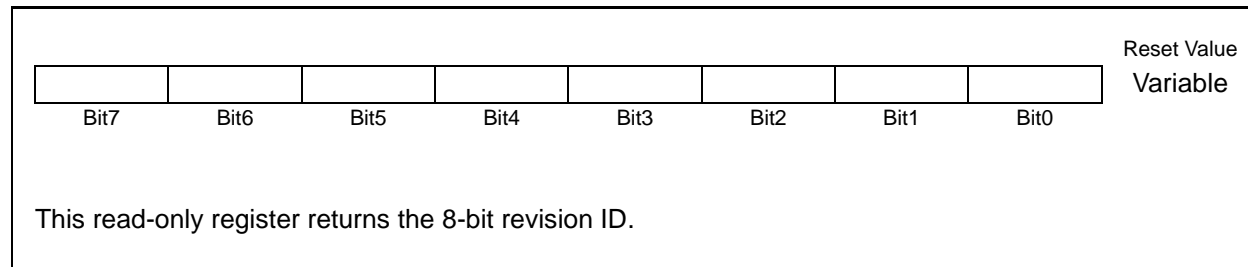 Reset Value
Variable
Bit7 Bit6 Bit5 Bit4 Bit3 Bit2 Bit1 Bit0
This read-only register returns the 8-bit revision ID.